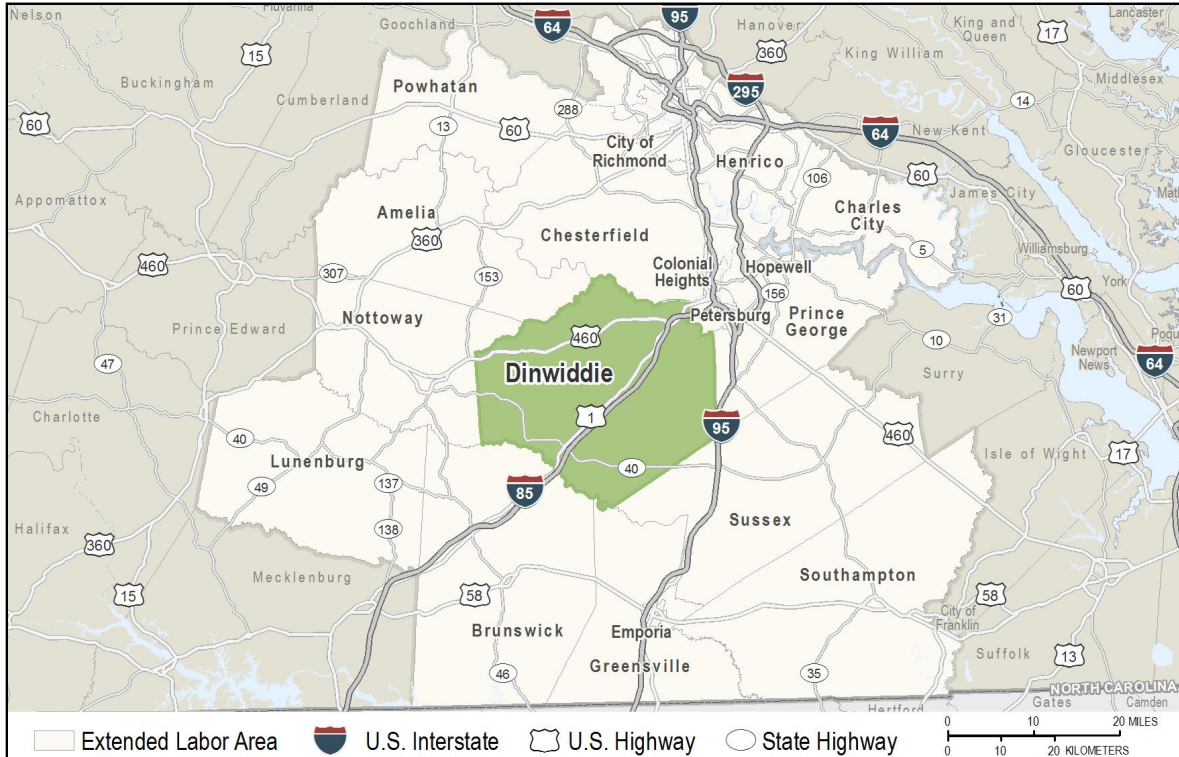 Nelson
Fluvanna
Goochland
64
95
Hanover
360
King and
Queen
17
Lancaster
15
Buckingham
Powhatan
295
King William
Middlesex
Cumberland
288
14
60
13
60
City of
Richmond
Henrico
64
New Kent
Gloucester
106
60
James City
Appomattox
Amelia
360
Chesterfield
Charles
City
5
Williamsburg
460
307
153
Colonial
Heights
Hopewell
156
60
York
Prince Edward
Nottoway
460
Petersburg
Prince
George
31
10
Newport
News
64
47
Dinwiddie
Surry
Charlotte
1
95
40
Lunenburg
40
460
Isle of Wight
17
49
137
85
138
Sussex
Halifax
360
Mecklenburg
Southampton
15
58
58
City of
Franklin
Brunswick
Emporia
Suffolk
13
46
Greensville
35
NORTH CAROLINA
Hertford
Gates
Camden
Extended Labor Area
U.S. Interstate
U.S. Highway
State Highway
0 10 20 MILES
0 10 20 KILOMETERS